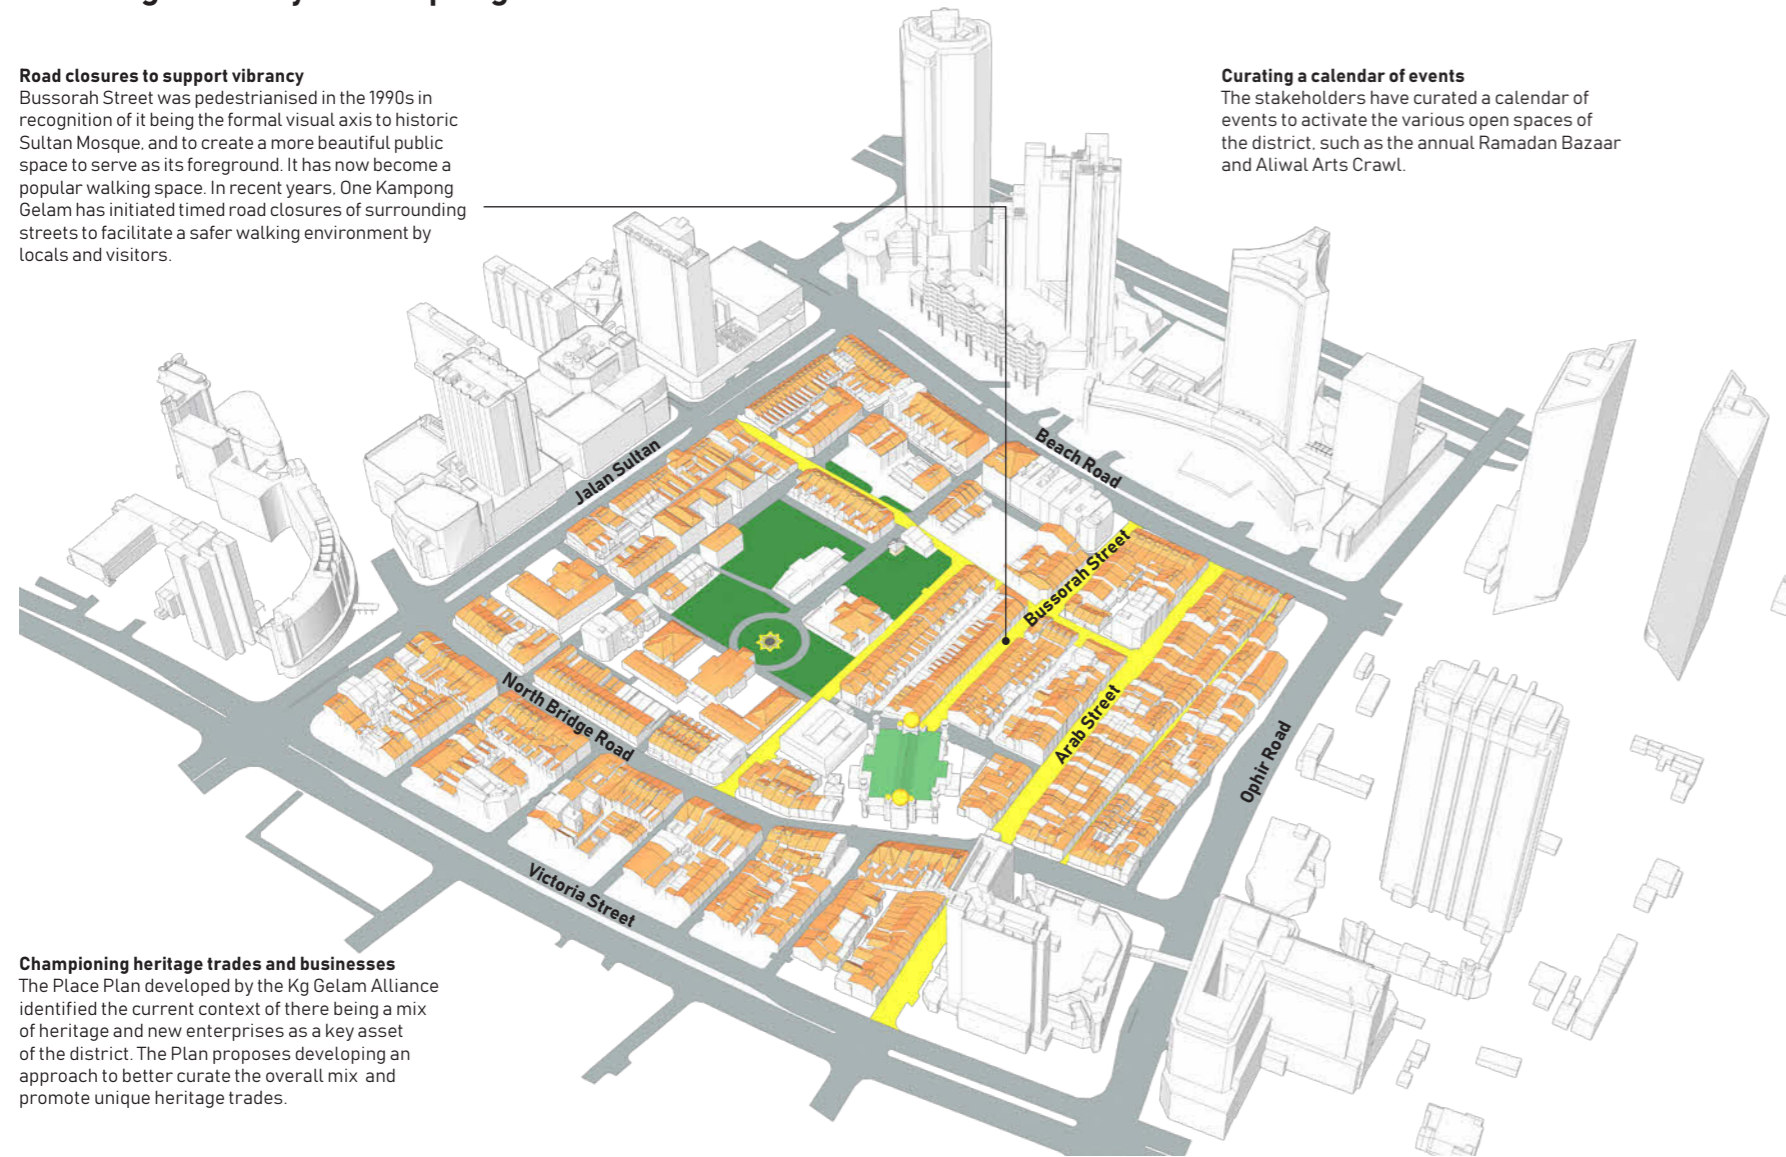 Road closures to support vibrancy
Bussorah Street was pedestrianised in the 1990s in
recognition of it being the formal visual axis to historic
Sultan Mosque, and to create a more beautiful public
space to serve as its foreground. It has now become a
popular walking space. In recent years, One Kampong
Gelam has initiated timed road closures of surrounding
streets to facilitate a safer walking environment by
locals and visitors.
Curating a calendar of events
The stakeholders have curated a calendar of
events to activate the various open spaces of
the district, such as the annual Ramadan Bazaar
and Aliwal Arts Crawl.
Jalan Sultan
Beach Road
Bussorah Street
Arab Street
Ophir Road
North Bridge Road
Victoria Street
Championing heritage trades and businesses
The Place Plan developed by the Kg Gelam Alliance
identified the current context of there being a mix
of heritage and new enterprises as a key asset
of the district. The Plan proposes developing an
approach to better curate the overall mix and
promote unique heritage trades.